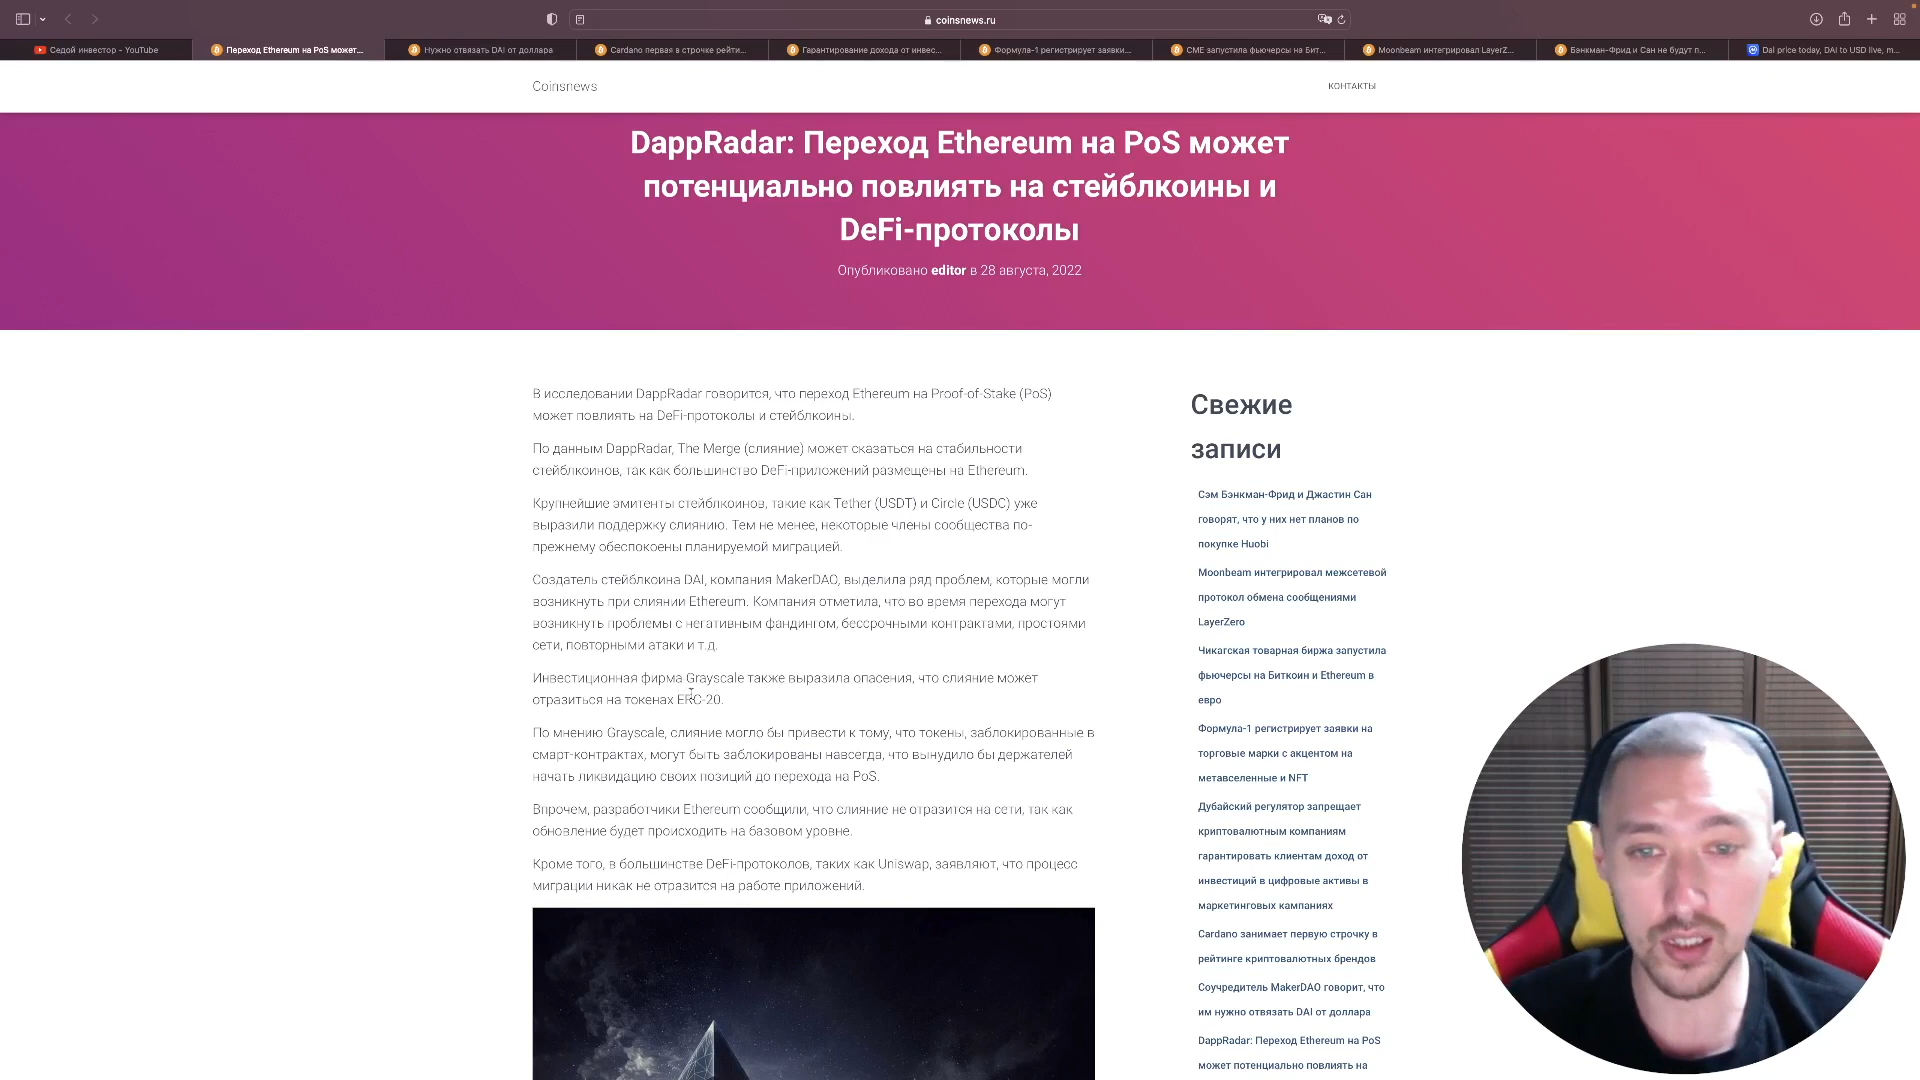 coinsnews.ru
Седой инвестор - YouTube
Переход Ethereum на PoS может...
Нужно отвязать DAI от доллара
Cardano первая в строчке рейти...
Гарантирование дохода от инвес...
Формула-1 регистрирует заявки...
CME запустила фьючерсы на Бит...
Moonbeam интегрировал LayerZ...
Бэнкман-Фрид и Сан не будут п...
Dai price today, DAI to USD live, m...
Coinsnews
КОНТАКТЫ
DappRadar: Переход Ethereum на PoS может
потенциально повлиять на стейблкоины и
DeFi-протоколы
Опубликовано editor в 28 августа, 2022
В исследовании DappRadar говорится, что переход Ethereum на Proof-of-Stake (PoS)
может повлиять на DeFi-протоколы и стейблкоины.
По данным DappRadar, The Merge (слияние) может сказаться на стабильности
стейблкоинов, так как большинство DeFi-приложений размещены на Ethereum.
Крупнейшие эмитенты стейблкоинов, такие как Tether (USDT) и Circle (USDC) уже
выразили поддержку слиянию. Тем не менее, некоторые члены сообщества по-
прежнему обеспокоены планируемой миграцией.
Создатель стейблкоина DAI, компания MakerDAO, выделила ряд проблем, которые могли
возникнуть при слиянии Ethereum. Компания отметила, что во время перехода могут
возникнуть проблемы с негативным фандингом, бессрочными контрактами, простоями
сети, повторными атаки и т.д.
Инвестиционная фирма Grayscale также выразила опасения, что слияние может
отразиться на токенах ERC-20.
По мнению Grayscale, слияние могло бы привести к тому, что токены, заблокированные в
смарт-контрактах, могут быть заблокированы навсегда, что вынудило бы держателей
начать ликвидацию своих позиций до перехода на PoS.
Впрочем, разработчики Ethereum сообщили, что слияние не отразится на сети, так как
обновление будет происходить на базовом уровне.
Кроме того, в большинстве DeFi-протоколов, таких как Uniswap, заявляют, что процесс
миграции никак не отразится на работе приложений.
Свежие
записи
Сэм Бэнкман-Фрид и Джастин Сан
говорят, что у них нет планов по
покупке Huobi
Moonbeam интегрировал межсетевой
протокол обмена сообщениями
LayerZero
Чикагская товарная биржа запустила
фьючерсы на Биткоин и Ethereum в
евро
Формула-1 регистрирует заявки на
торговые марки с акцентом на
метавселенные и NFT
Дубайский регулятор запрещает
криптовалютным компаниям
гарантировать клиентам доход от
инвестиций в цифровые активы в
маркетинговых кампаниях
Cardano занимает первую строчку в
рейтинге криптовалютных брендов
Соучредитель MakerDAO говорит, что
им нужно отвязать DAI от доллара
DappRadar: Переход Ethereum на PoS
может потенциально повлиять на